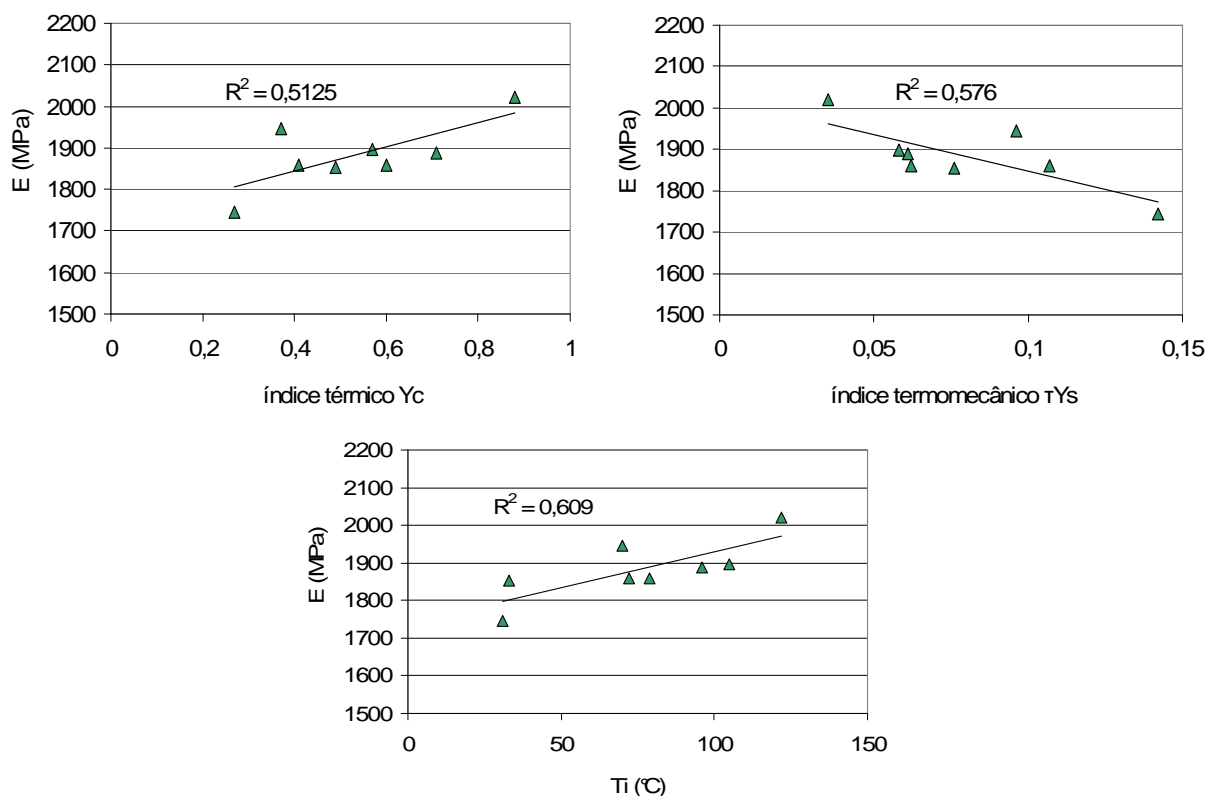 2200
2100
2000
1900
1800
1700
1600
1500
E (MPa)
R² = 0,5125
0 0,2 0,4 0,6 0,8 1
índice térmico Yc
2200
2100
2000
1900
1800
1700
1600
1500
E (MPa)
R² = 0,576
0 0,05 0,1 0,15
índice termomecânico τYs
2200
2100
2000
1900
1800
1700
1600
1500
E (MPa)
R² = 0,609
0 50 100 150
Ti (°C)